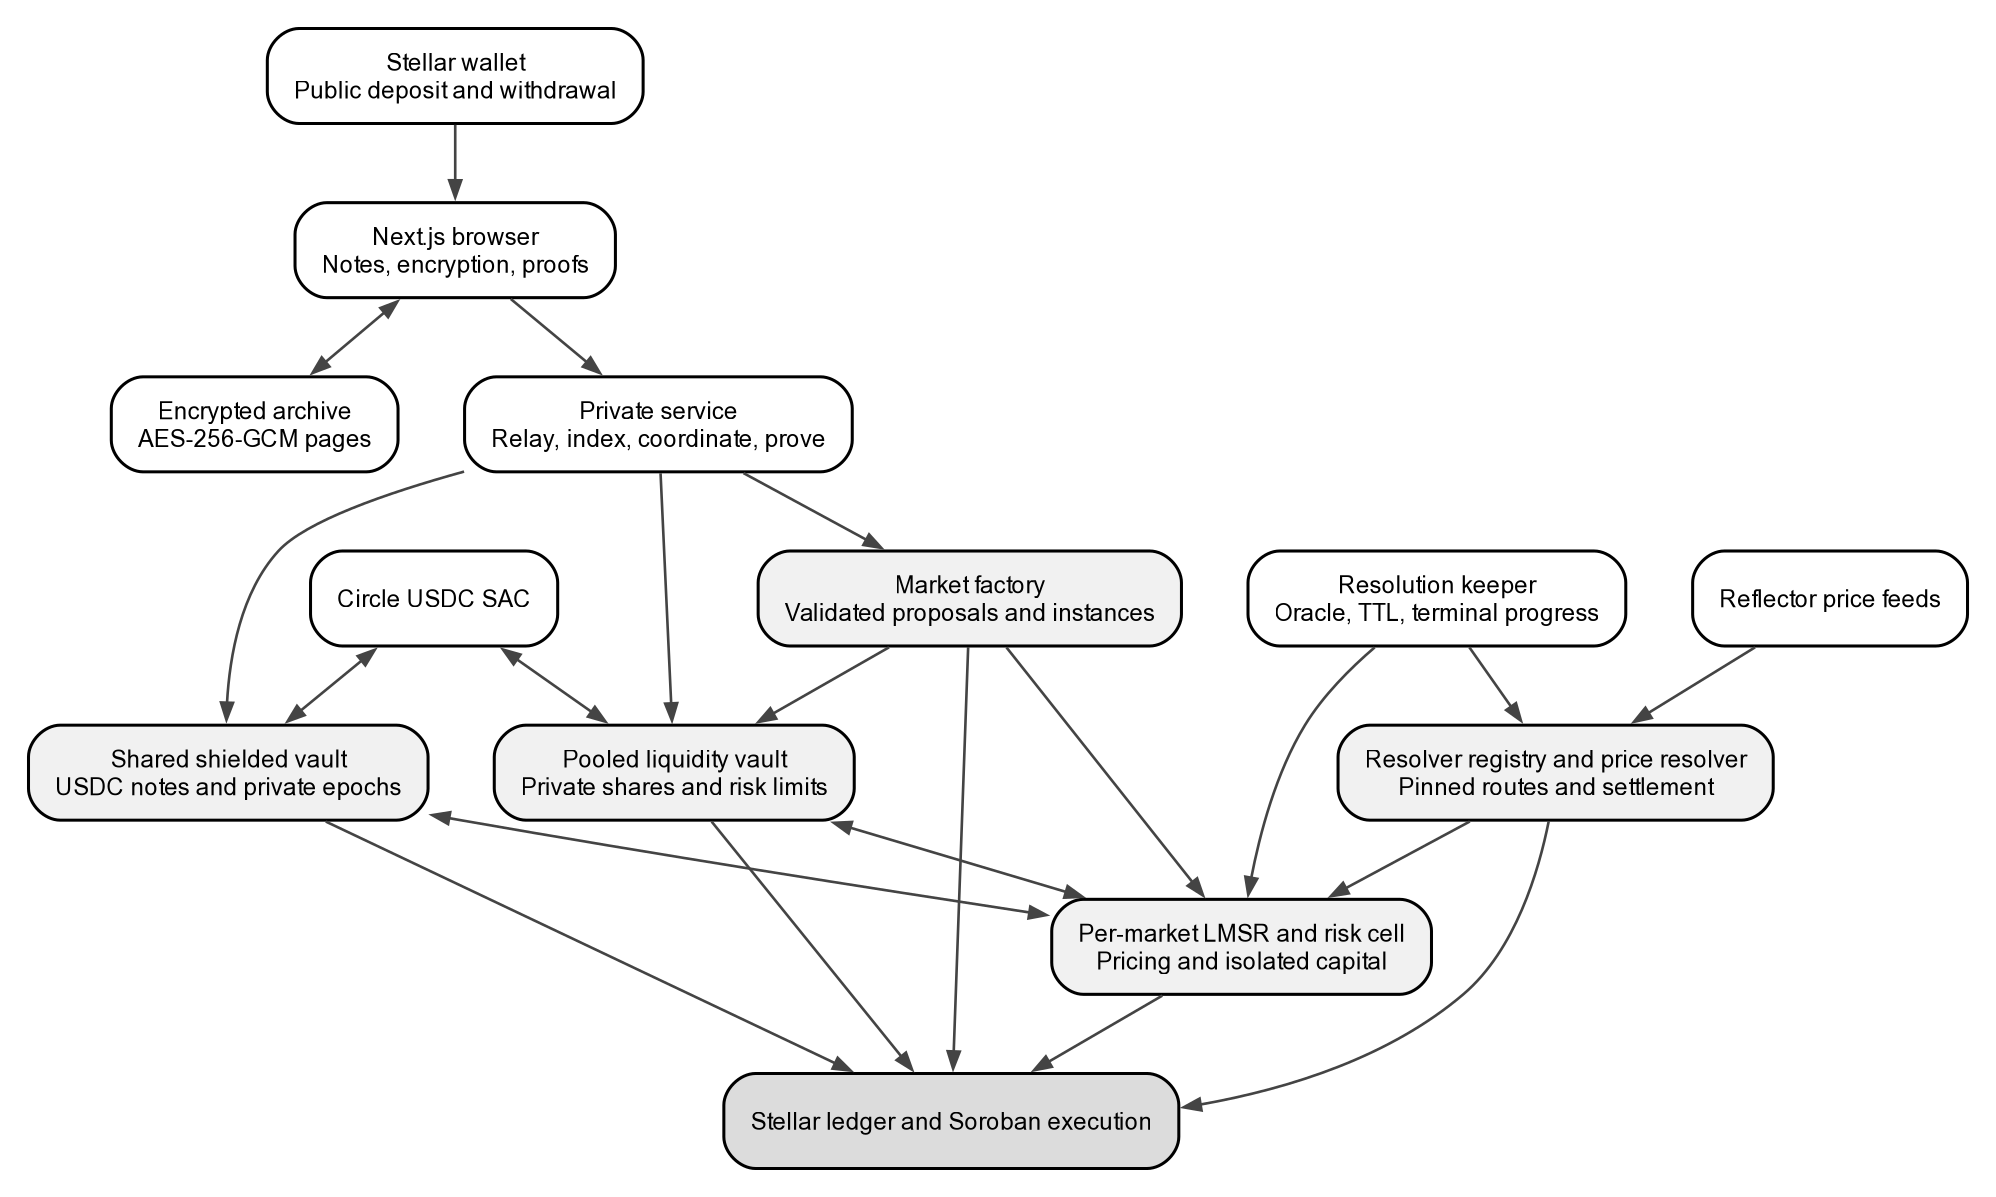 Stellar wallet
Public deposit and withdrawal
Next.js browser
Notes, encryption, proofs
Encrypted archive
AES-256-GCM pages
Private service
Relay, index, coordinate, prove
Circle USDC SAC
Market factory
Validated proposals and instances
Resolution keeper
Oracle, TTL, terminal progress
Reflector price feeds
Shared shielded vault
USDC notes and private epochs
Pooled liquidity vault
Private shares and risk limits
Resolver registry and price resolver
Pinned routes and settlement
Per-market LMSR and risk cell
Pricing and isolated capital
Stellar ledger and Soroban execution